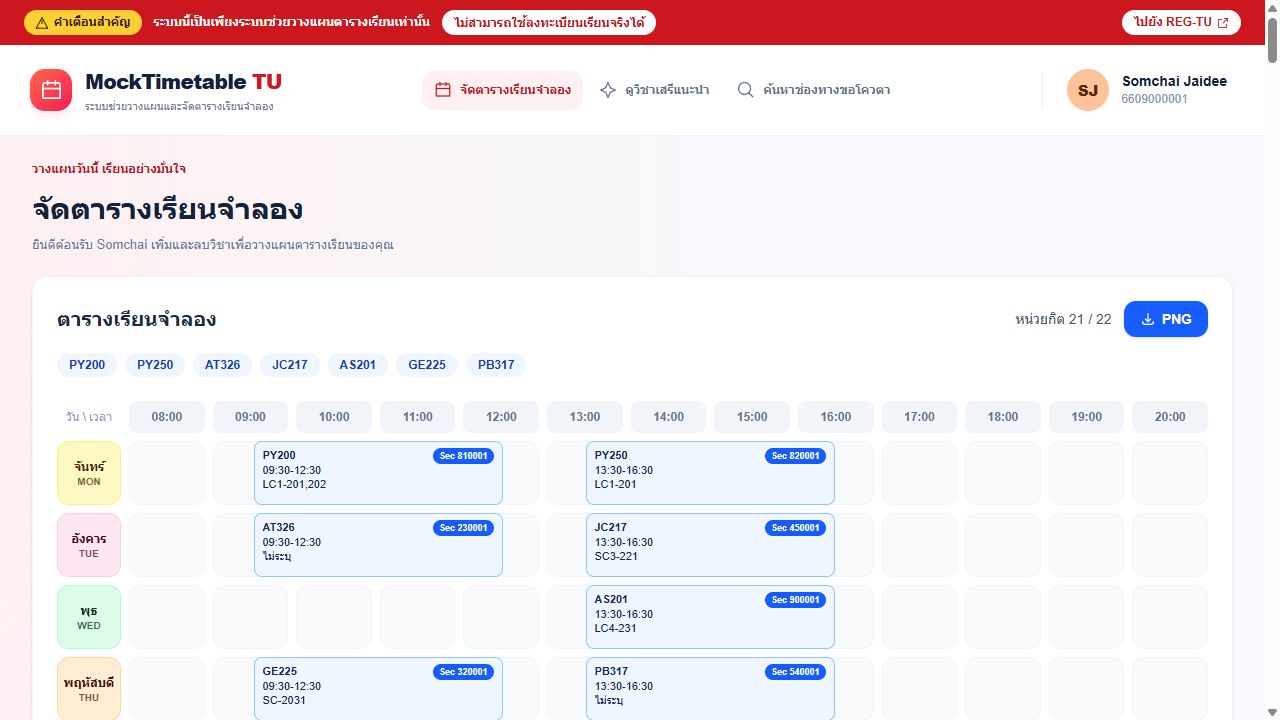 คำเตือนสำคัญ ระบบนี้เป็นเพียงระบบช่วยวางแผนตารางเรียนเท่านั้น ไม่สามารถใช้ลงทะเบียนเรียนจริงได้ ไปยัง REG-TU
MockTimetable TU
ระบบช่วยวางแผนและจัดตารางเรียนจำลอง
จัดตารางเรียนจำลอง ดูวิชาเสรีแนะนำ ค้นหาช่องทางขอโควตา
SJ Somchai Jaidee
6609000001
วางแผนวันนี้ เรียนอย่างมั่นใจ
จัดตารางเรียนจำลอง
ยินดีต้อนรับ Somchai เพิ่มและลบวิชาเพื่อวางแผนตารางเรียนของคุณ
ตารางเรียนจำลอง หน่วยกิต 21 / 22 PNG
PY200 PY250 AT326 JC217 AS201 GE225 PB317
วัน \ เวลา 08:00 09:00 10:00 11:00 12:00 13:00 14:00 15:00 16:00 17:00 18:00 19:00 20:00
จันทร์
MON
PY200 Sec 810001
09:30-12:30
LC1-201,202
PY250 Sec 820001
13:30-16:30
LC1-201
อังคาร
TUE
AT326 Sec 230001
09:30-12:30
ไม่ระบุ
JC217 Sec 450001
13:30-16:30
SC3-221
พุธ
WED
AS201 Sec 900001
13:30-16:30
LC4-231
พฤหัสบดี
THU
GE225 Sec 320001
09:30-12:30
SC-2031
PB317 Sec 540001
13:30-16:30
ไม่ระบุ